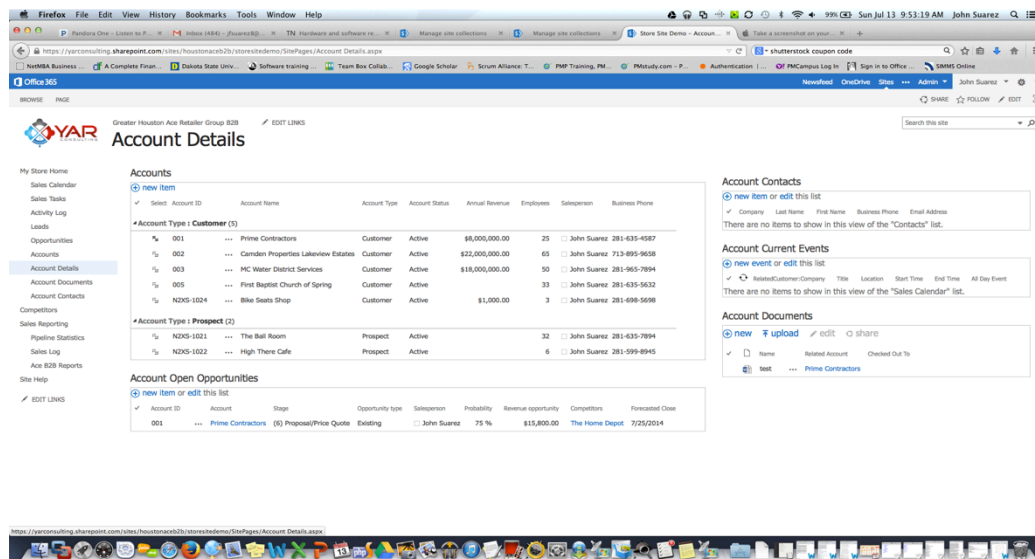 Firefox File Edit View History Bookmarks Tools Window Help 99% Sun Jul 13 9:53:19 AM John Suarez
Pandora One - Listen to P... Inbox (484) - jfsuarez8@... TN Hardware and software re... Manage site collections Manage site collections... Store Site Demo - Accoun... Take a screenshot on your...
https://yarconsulting.sharepoint.com/sites/houstonaceb2b/storesitedemo/SitePages/Account Details.aspx shutterstock coupon code
NetMBA Business ... A Complete Finan... Dakota State Univ... Software training ... Team Box Collab... Google Scholar Scrum Alliance: T... PMP Training, PM... PMstudy.com - P... Authentication | ... PMCampus Log In Sign in to Office ... SIMMS Online
Office 365 Newsfeed OneDrive Sites ... Admin John Suarez
BROWSE PAGE SHARE FOLLOW EDIT
YAR
CONSULTING
Greater Houston Ace Retailer Group B2B EDIT LINKS
Account Details
Search this site
My Store Home
Sales Calendar
Sales Tasks
Activity Log
Leads
Opportunities
Accounts
Account Details
Account Documents
Account Contacts
Competitors
Sales Reporting
Pipeline Statistics
Sales Log
Ace B2B Reports
Site Help
EDIT LINKS
Accounts
new item
Select Account ID Account Name Account Type Account Status Annual Revenue Employees Salesperson Business Phone
Account Type : Customer (5)
001 ... Prime Contractors Customer Active $8,000,000.00 25 John Suarez 281-635-4587
002 ... Camden Properties Lakeview Estates Customer Active $22,000,000.00 65 John Suarez 713-895-9658
003 ... MC Water District Services Customer Active $18,000,000.00 50 John Suarez 281-965-7894
005 ... First Baptist Church of Spring Customer Active 33 John Suarez 281-635-5632
N2XS-1024 ... Bike Seats Shop Customer Active $1,000.00 3 John Suarez 281-698-5698
Account Type : Prospect (2)
N2XS-1021 ... The Ball Room Prospect Active 32 John Suarez 281-635-7894
N2XS-1022 ... High There Cafe Prospect Active 6 John Suarez 281-599-8945
Account Open Opportunities
new item or edit this list
Account ID Account Stage Opportunity type Salesperson Probability Revenue opportunity Competitors Forecasted Close
001 ... Prime Contractors (6) Proposal/Price Quote Existing John Suarez 75 % $15,800.00 The Home Depot 7/25/2014
Account Contacts
new item or edit this list
Company Last Name First Name Business Phone Email Address
There are no items to show in this view of the "Contacts" list.
Account Current Events
new event or edit this list
RelatedCustomer:Company Title Location Start Time End Time All Day Event
There are no items to show in this view of the "Sales Calendar" list.
Account Documents
new upload edit share
Name Related Account Checked Out To
test ... Prime Contractors
https://yarconsulting.sharepoint.com/sites/houstonaceb2b/storesitedemo/SitePages/Account Details.aspx